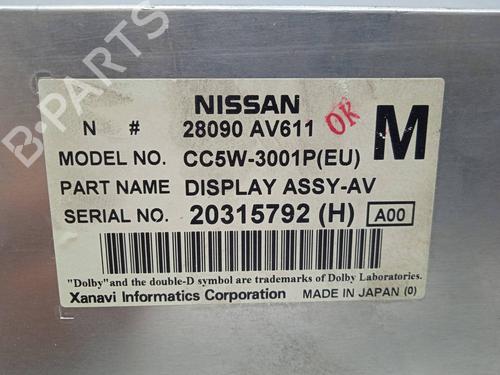 B-PARTS
NISSAN
N # 28090 AV611 OK M
MODEL NO. CC5W-3001P(EU)
PART NAME DISPLAY ASSY-AV
SERIAL NO. 20315792 (H) A00
"Dolby"and the double-D symbol are trademarks of Dolby Laboratories.
Xanavi Informatics Corporation MADE IN JAPAN (0)